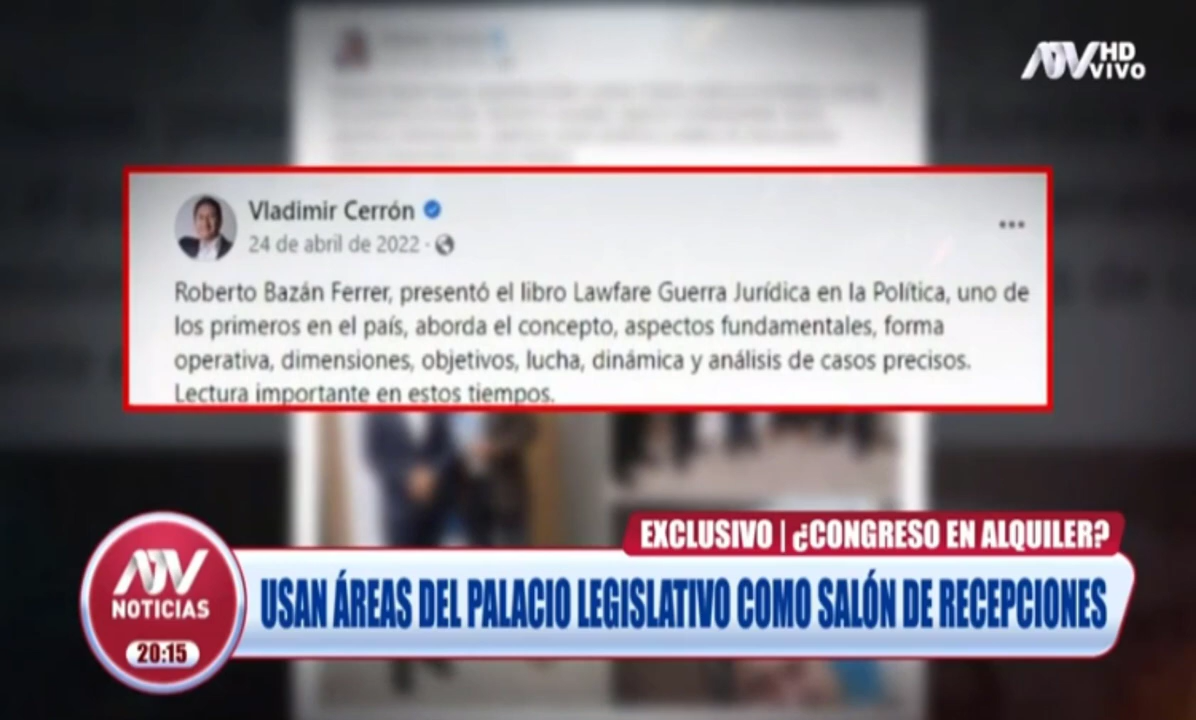 ATV HD
VIVO
Vladimir Cerrón
24 de abril de 2022 ·
Roberto Bazán Ferrer, presentó el libro Lawfare Guerra Jurídica en la Política, uno de
los primeros en el país, aborda el concepto, aspectos fundamentales, forma
operativa, dimensiones, objetivos, lucha, dinámica y análisis de casos precisos.
Lectura importante en estos tiempos.
EXCLUSIVO | ¿CONGRESO EN ALQUILER?
ATV
NOTICIAS
20:15
USAN ÁREAS DEL PALACIO LEGISLATIVO COMO SALÓN DE RECEPCIONES